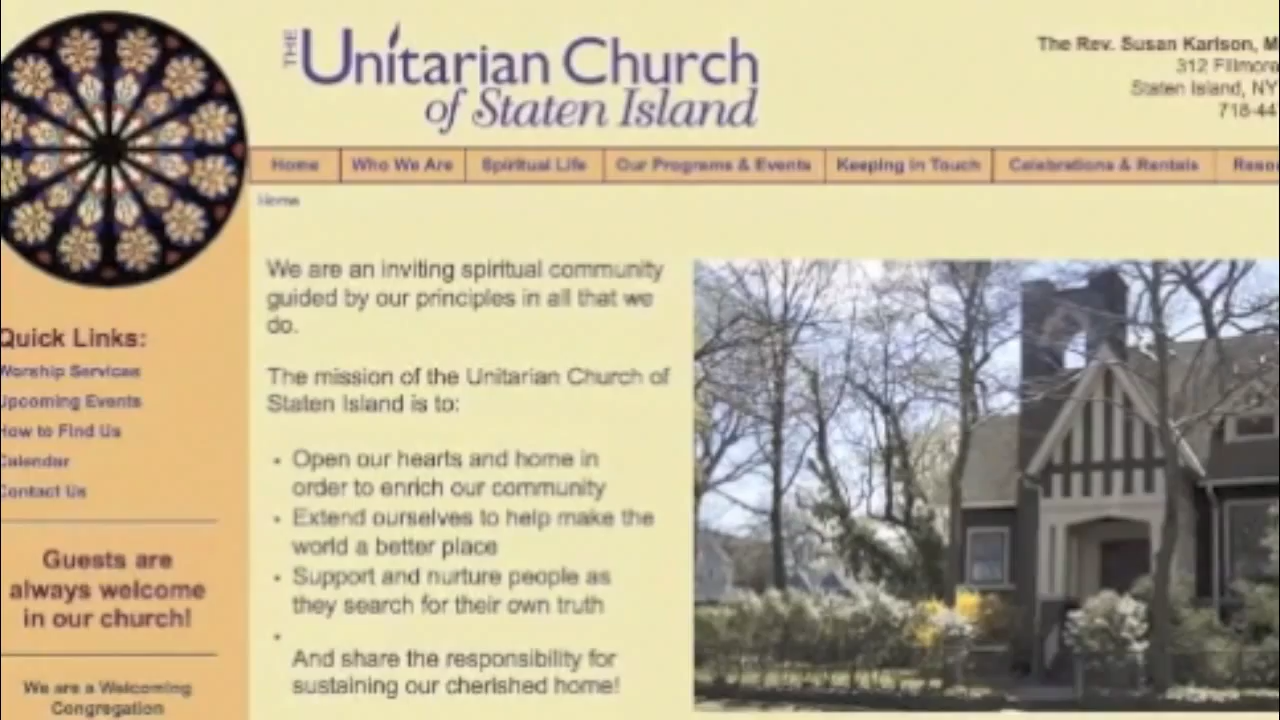 THE Unitarian Church
of Staten Island
The Rev. Susan Karlson, M
312 Fillmore
Staten Island, NY
718-44
Home Who We Are Spiritual Life Our Programs & Events Keeping In Touch Celebrations & Rentals
Home
We are an inviting spiritual community
guided by our principles in all that we
do.
The mission of the Unitarian Church of
Staten Island is to:
• Open our hearts and home in
order to enrich our community
• Extend ourselves to help make the
world a better place
• Support and nurture people as
they search for their own truth
•
And share the responsibility for
sustaining our cherished home!
Quick Links:
Worship Services
Upcoming Events
How to Find Us
Calendar
Contact Us
Guests are
always welcome
in our church!
We are a Welcoming
Congregation